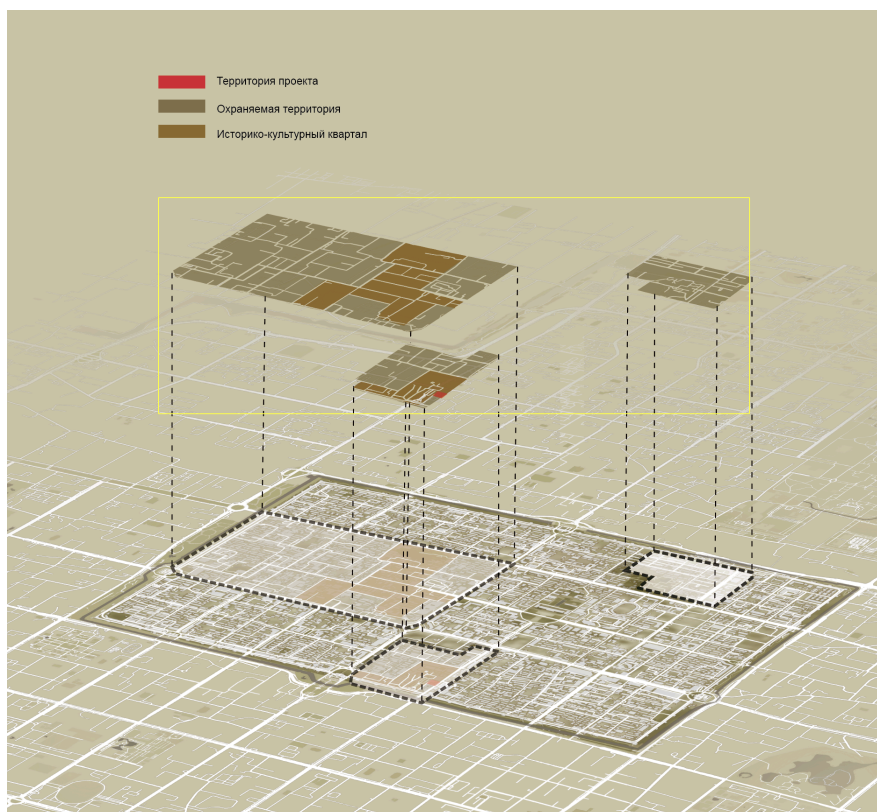 Территория проекта
Охраняемая территория
Историко-культурный квартал